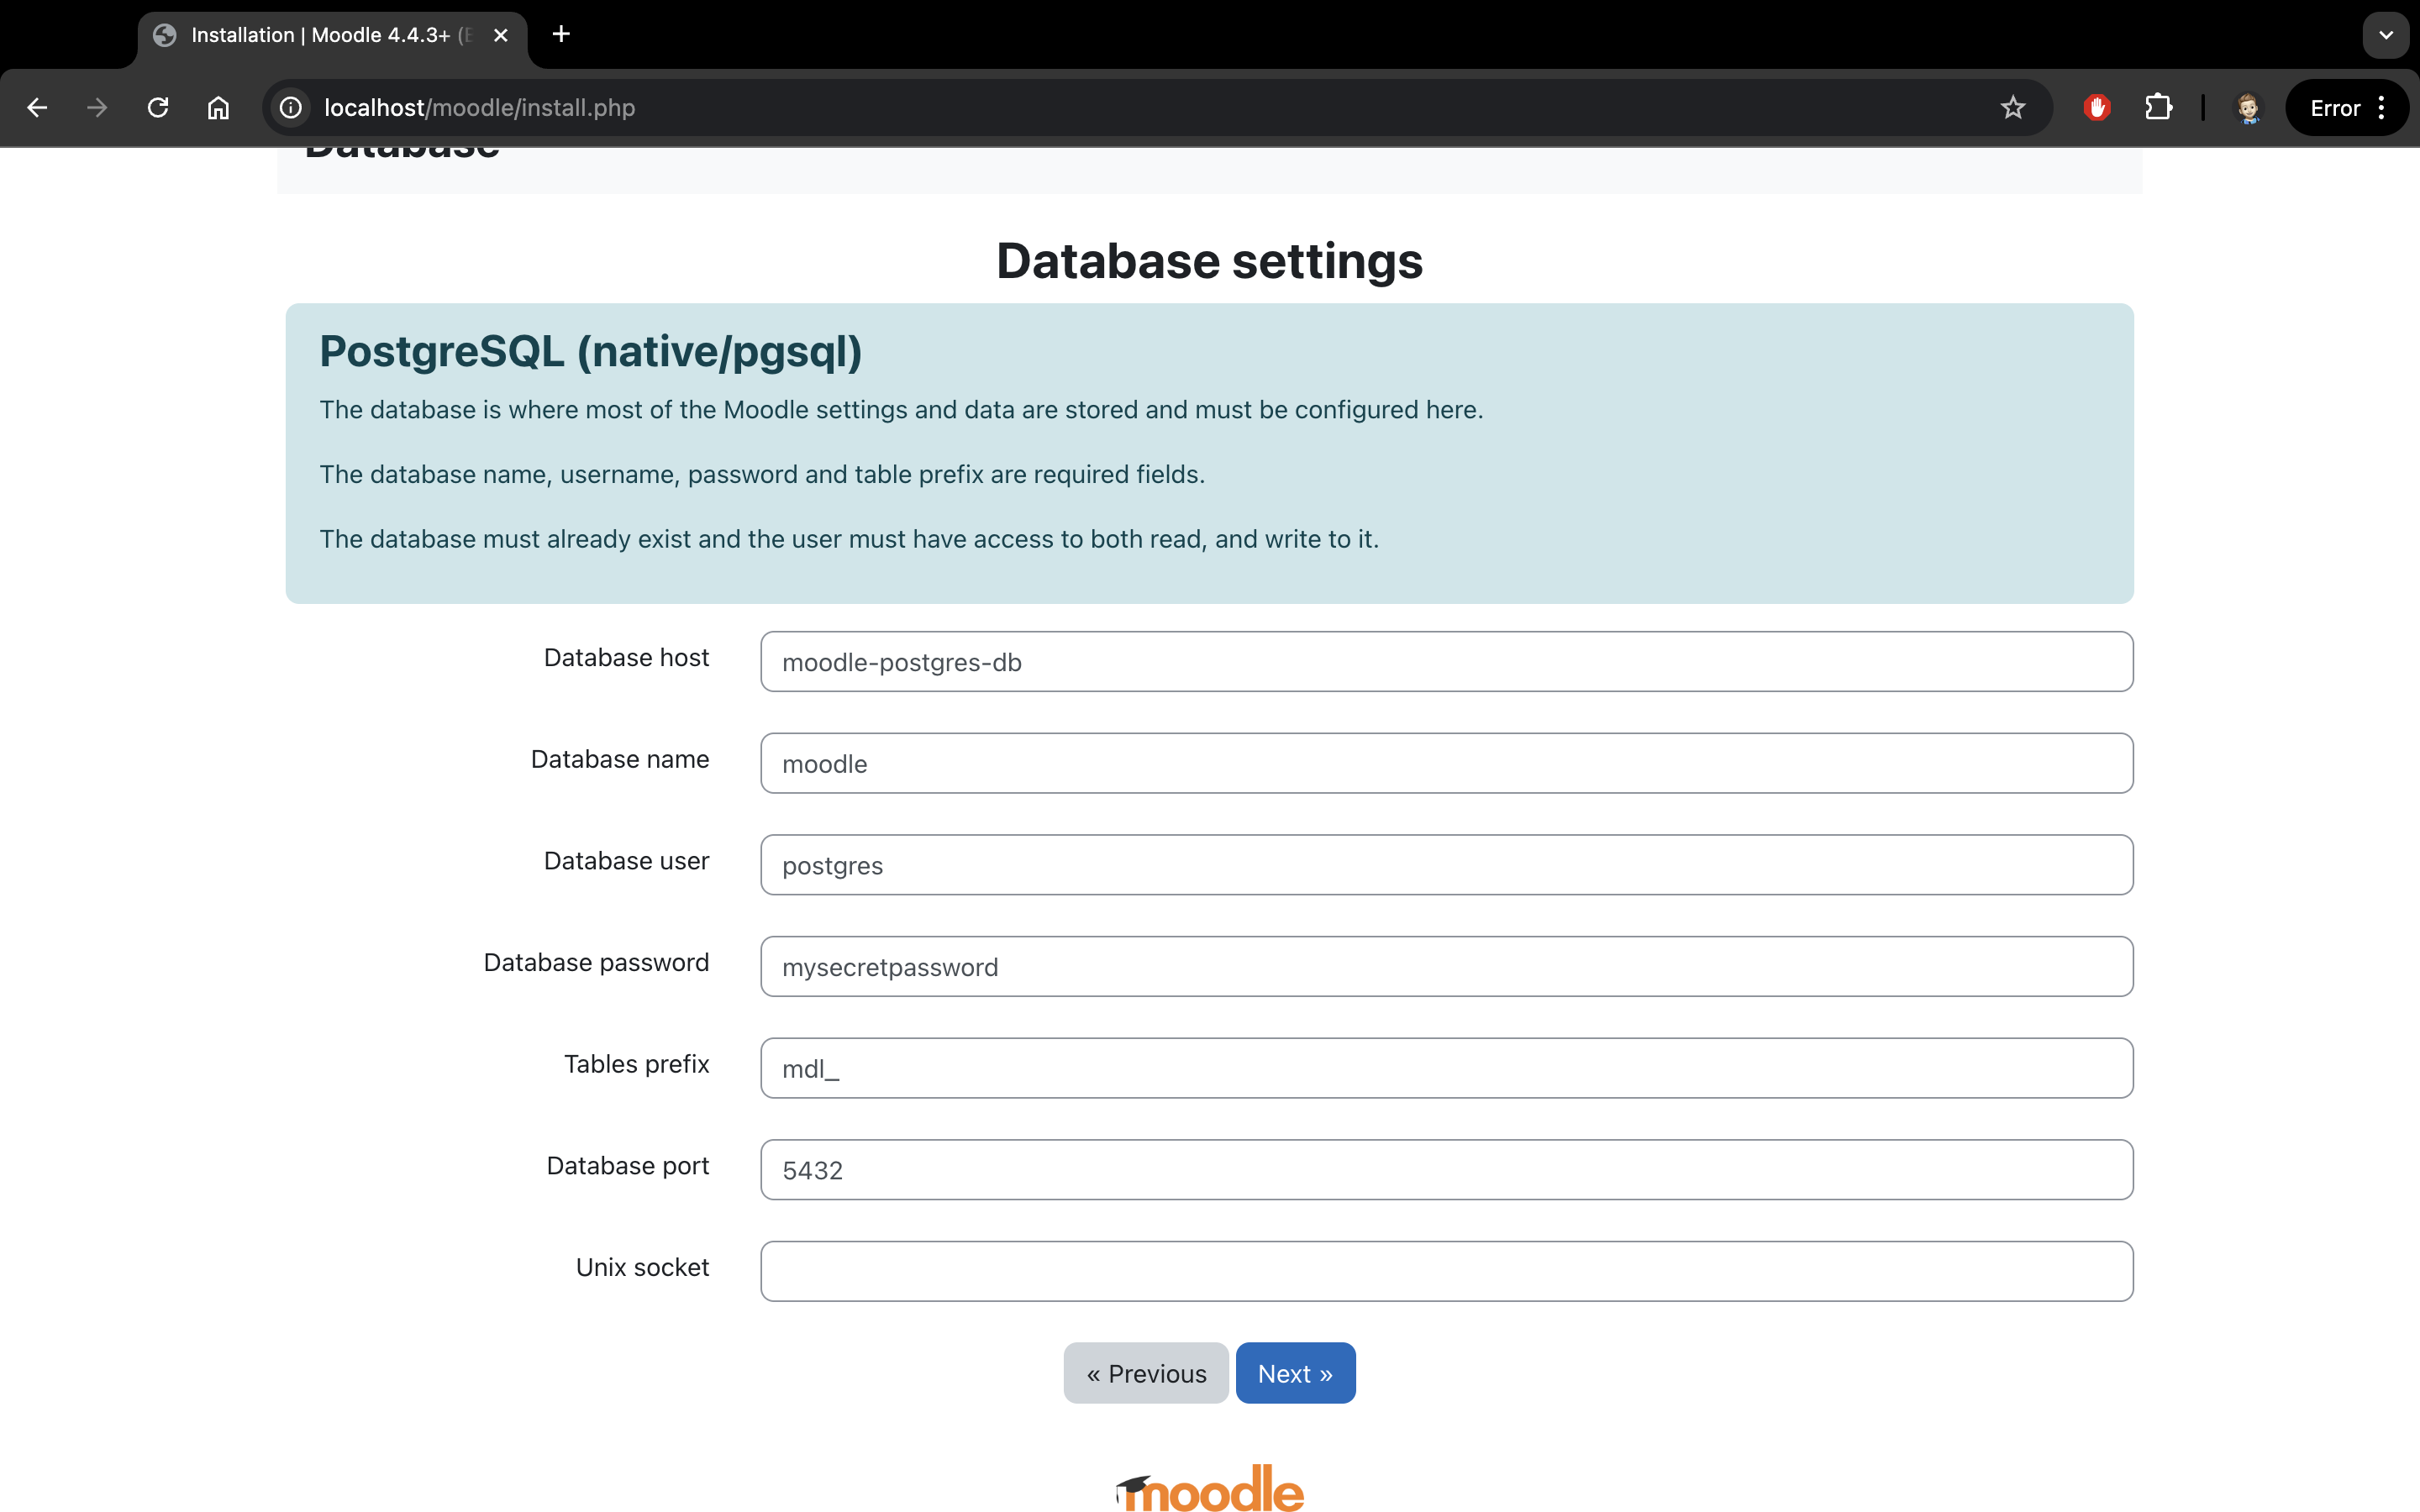 Installation | Moodle 4.4.3+ (
localhost/moodle/install.php
Error
Database
Database settings
PostgreSQL (native/pgsql)
The database is where most of the Moodle settings and data are stored and must be configured here.
The database name, username, password and table prefix are required fields.
The database must already exist and the user must have access to both read, and write to it.
Database host
moodle-postgres-db
Database name
moodle
Database user
postgres
Database password
mysecretpassword
Tables prefix
mdl_
Database port
5432
Unix socket
« Previous
Next »
moodle